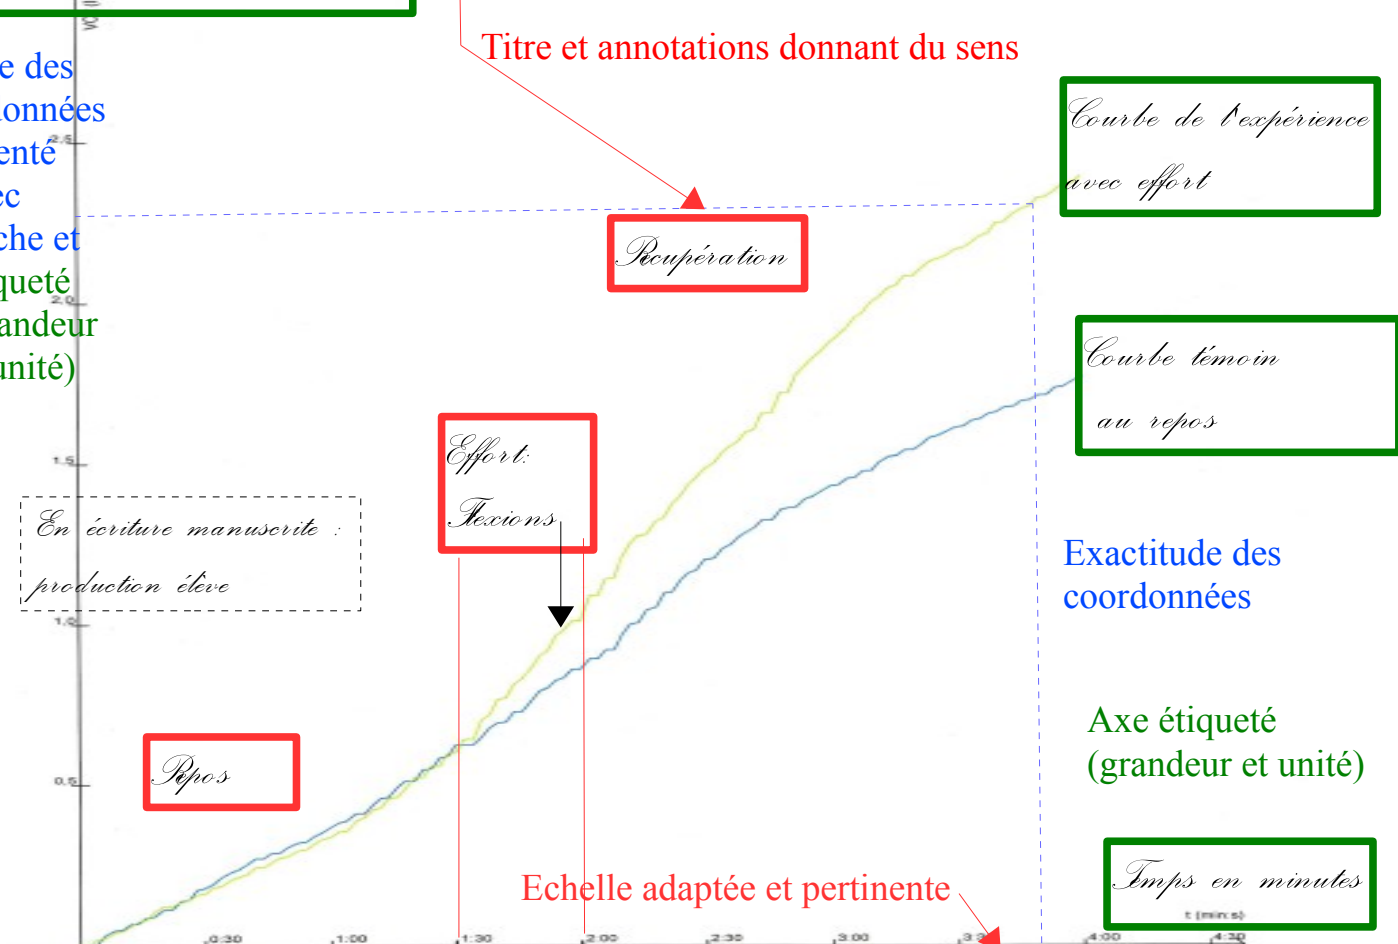 Titre et annotations donnant du sens
e des
données
enté
ec
che et
queté
andeur
unité)
Courbe de l'expérience
avec effort
Récupération
Courbe témoin
au repos
Effort:
Flexions
En écriture manuscrite :
production élève
Exactitude des
coordonnées
Repos
Axe étiqueté
(grandeur et unité)
Echelle adaptée et pertinente
Temps en minutes
t (min:s)
2.5
2.0
1.5
1.0
0.5
0:30 1:00 1:30 2:00 2:30 3:00 3:3 4:00 4:30